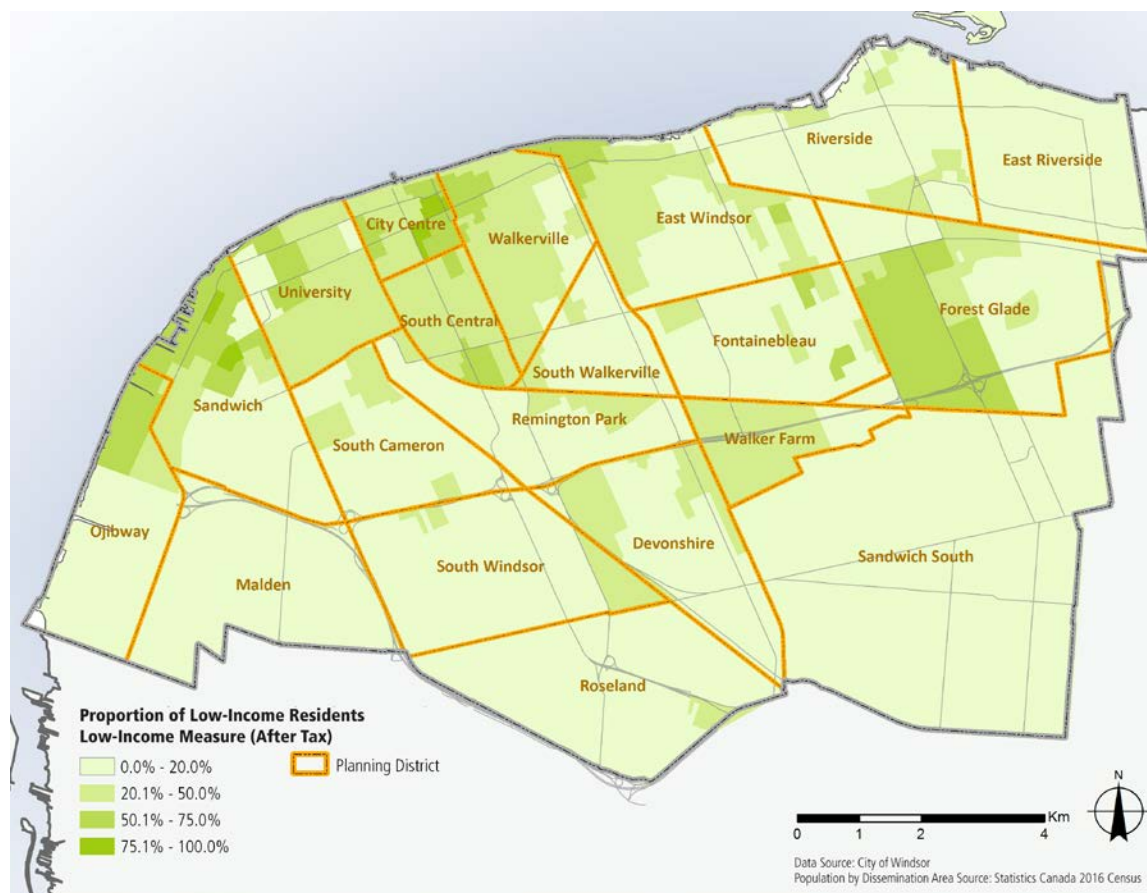 Riverside
East Riverside
City Centre
Walkerville
East Windsor
University
South Central
Forest Glade
Fontainebleau
South Walkerville
Sandwich
Remington Park
South Cameron
Walker Farm
Ojibway
Devonshire
Sandwich South
South Windsor
Malden
Roseland
Proportion of Low-Income Residents
Low-Income Measure (After Tax)
0.0% - 20.0%
20.1% - 50.0%
50.1% - 75.0%
75.1% - 100.0%
Planning District
N
Km
0 1 2 4
Data Source: City of Windsor
Population by Dissemination Area Source: Statistics Canada 2016 Census